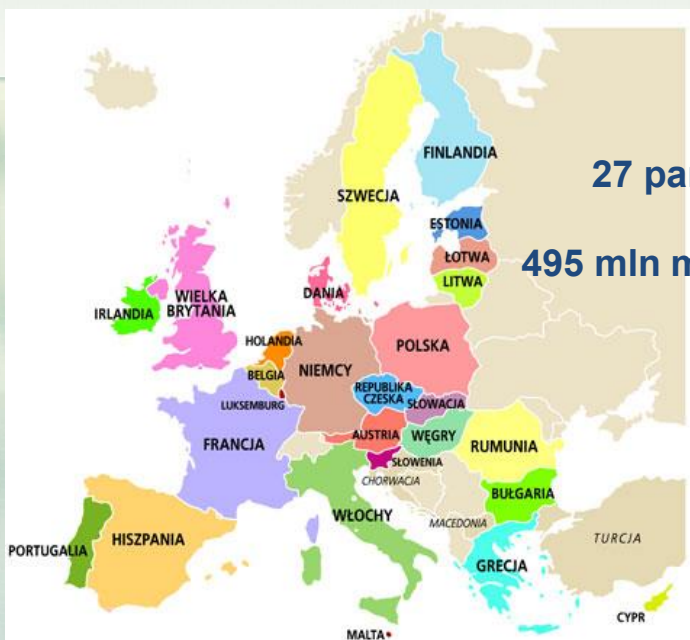 FINLANDIA
27
SZWECJA
ESTONIA
ŁOTWA
495 mln
LITWA
DANIA
WIELKA
BRYTANIA
IRLANDIA
HOLANDIA
POLSKA
NIEMCY
BELGIA
REPUBLIKA
CZESKA
LUKSEMBURG
SŁOWACJA
FRANCJA
AUSTRIA
WĘGRY
RUMUNIA
SŁOWENIA
CHORWACJA
BUŁGARIA
WŁOCHY
MACEDONIA
PORTUGALIA
HISZPANIA
TURCJA
GRECJA
CYPR
MALTA